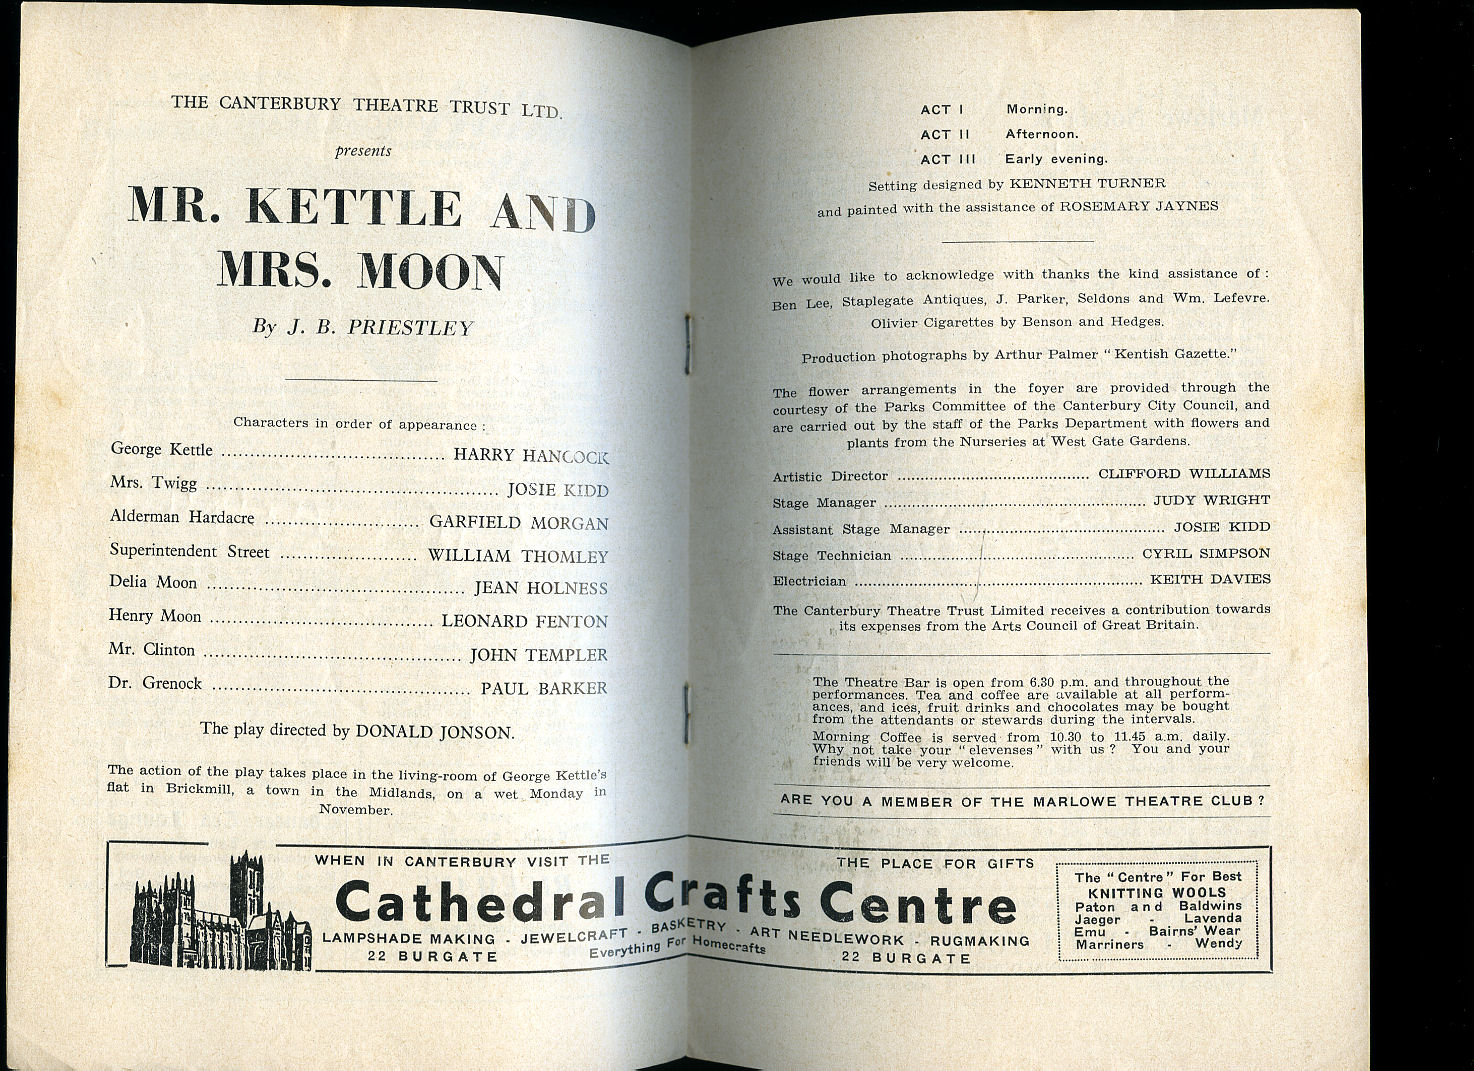 THE CANTERBURY THEATRE TRUST LTD.
presents
MR. KETTLE AND
MRS. MOON
By J. B. PRIESTLEY
Characters in order of appearance :
George Kettle ........................................ HARRY HANCOCK
Mrs. Twigg .................................................... JOSIE KIDD
Alderman Hardacre ........................... GARFIELD MORGAN
Superintendent Street ........................ WILLIAM THOMLEY
Delia Moon .............................................. JEAN HOLNESS
Henry Moon ........................................ LEONARD FENTON
Mr. Clinton .............................................. JOHN TEMPLER
Dr. Grenock .............................................. PAUL BARKER
The play directed by DONALD JONSON.
The action of the play takes place in the living-room of George Kettle's
flat in Brickmill, a town in the Midlands, on a wet Monday in
November.
ACT I Morning.
ACT II Afternoon.
ACT III Early evening.
Setting designed by KENNETH TURNER
and painted with the assistance of ROSEMARY JAYNES
We would like to acknowledge with thanks the kind assistance of :
Ben Lee, Staplegate Antiques, J. Parker, Seldons and Wm. Lefevre.
Olivier Cigarettes by Benson and Hedges.
Production photographs by Arthur Palmer " Kentish Gazette."
The flower arrangements in the foyer are provided through the
courtesy of the Parks Committee of the Canterbury City Council, and
are carried out by the staff of the Parks Department with flowers and
plants from the Nurseries at West Gate Gardens.
Artistic Director ........................................ CLIFFORD WILLIAMS
Stage Manager ...................................................... JUDY WRIGHT
Assistant Stage Manager .......................................... JOSIE KIDD
Stage Technician ................................................ CYRIL SIMPSON
Electrician ............................................................ KEITH DAVIES
The Canterbury Theatre Trust Limited receives a contribution towards
its expenses from the Arts Council of Great Britain.
The Theatre Bar is open from 6.30 p.m. and throughout the
performances. Tea and coffee are available at all perform-
ances, and ices, fruit drinks and chocolates may be bought
from the attendants or stewards during the intervals.
Morning Coffee is served from 10.30 to 11.45 a.m. daily.
Why not take your " elevenses " with us ? You and your
friends will be very welcome.
ARE YOU A MEMBER OF THE MARLOWE THEATRE CLUB ?
WHEN IN CANTERBURY VISIT THE
THE PLACE FOR GIFTS
Cathedral Crafts Centre
LAMPSHADE MAKING - JEWELCRAFT - BASKETRY - ART NEEDLEWORK - RUGMAKING
22 BURGATE Everything For Homecrafts 22 BURGATE
The "Centre" For Best
KNITTING WOOLS
Paton and Baldwins
Jaeger - Lavenda
Emu - Bairns' Wear
Marriners - Wendy